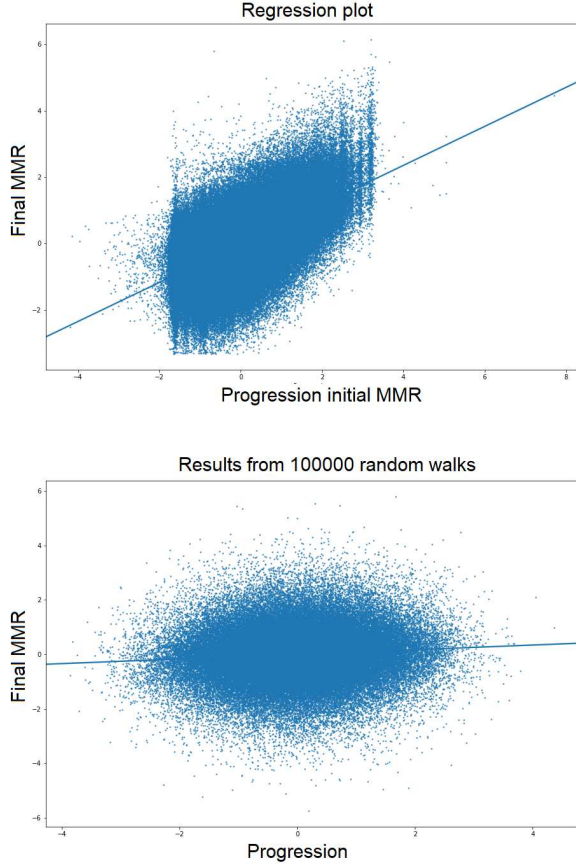 Regression plot
6
4
2
0
−2
Final MMR
−4 −2 0 2 4 6 8
Progression initial MMR
Results from 100000 random walks
6
4
2
0
−2
−4
−6
Final MMR
−4 −2 0 2 4
Progression